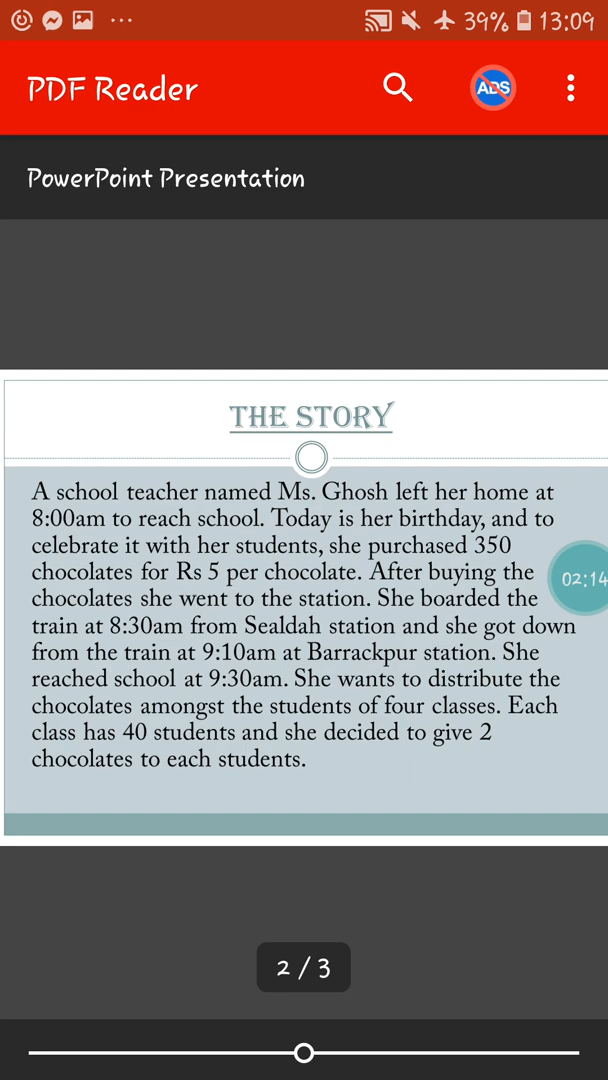 39% 13:09
PDF Reader
ADS
PowerPoint Presentation
THE STORY
A school teacher named Ms. Ghosh left her home at
8:00am to reach school. Today is her birthday, and to
celebrate it with her students, she purchased 350
chocolates for Rs 5 per chocolate. After buying the
chocolates she went to the station. She boarded the
train at 8:30am from Sealdah station and she got down
from the train at 9:10am at Barrackpur station. She
reached school at 9:30am. She wants to distribute the
chocolates amongst the students of four classes. Each
class has 40 students and she decided to give 2
chocolates to each students.
02:14
2 / 3